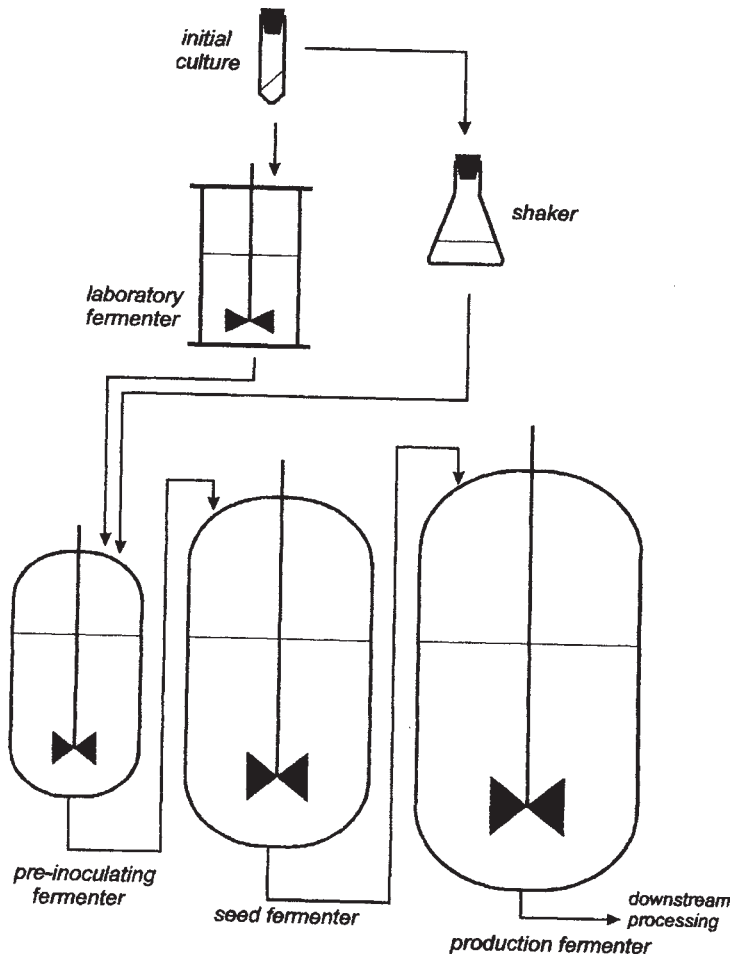 initial
culture
shaker
laboratory
fermenter
pre-inoculating
fermenter
seed fermenter
downstream
processing
production fermenter